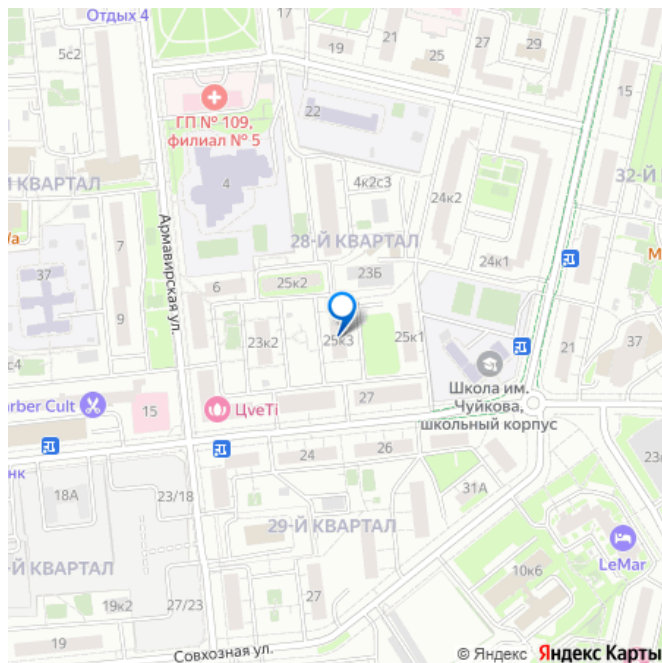 Отдых 4
5с2
19
21
27
29
25
15
ГП № 109,
филиал № 5
22
Й КВАРТАЛ
4
4к2с3
24к2
32-Й
Армавирская ул.
28-Й КВАРТАЛ
7
24к1
37
6
25к2
23Б
9
23к2
25к3
25к1
21
37
с4
Школа им.
Чуйкова,
школьный корпус
27
arber Cult
15
ЦveTi
24
26
нк
18А
23/18
31А
29-Й КВАРТАЛ
-Й КВАРТАЛ
10к6
LeMar
19к2
27/23
27
19
Совхозная ул.
© Яндекс Яндекс Карты